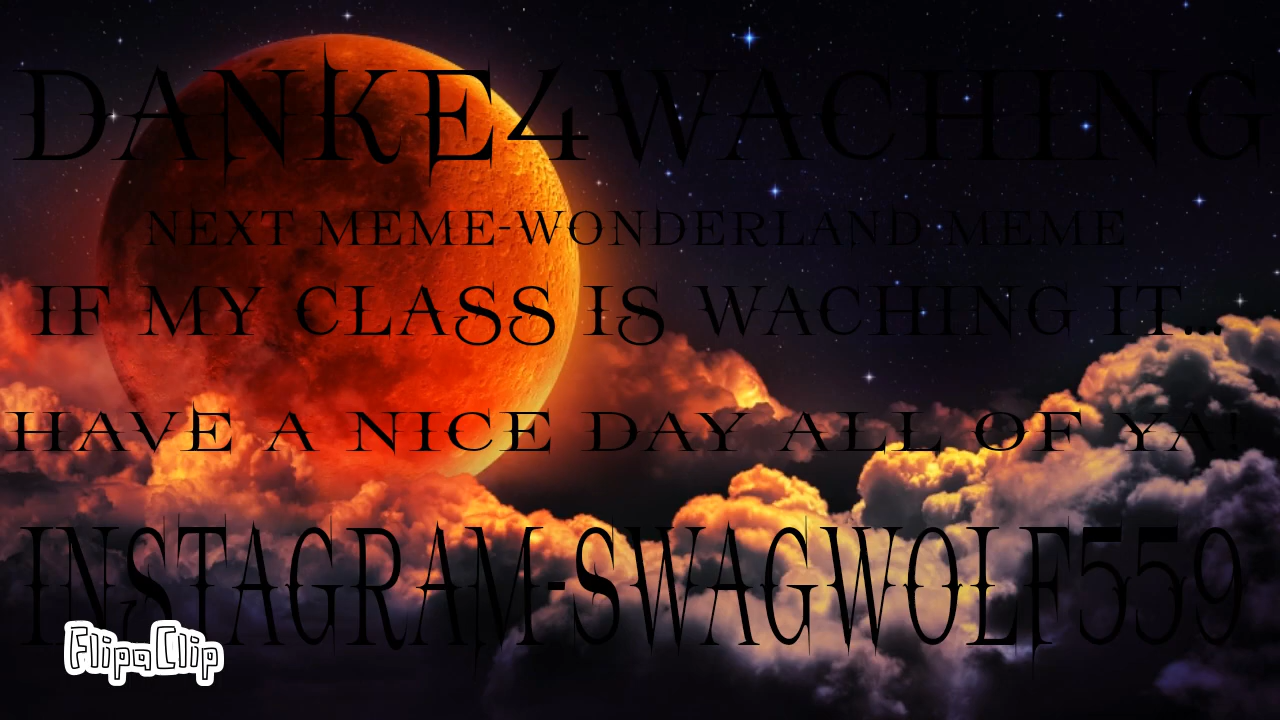 DANKE4WACHING
NEXT MEME-WONDERLAND MEME
IF MY CLASS IS WACHING IT...
HAVE A NICE DAY ALL OF YA!
INSTAGRAM-SWAGWOLF559
FlipaClip